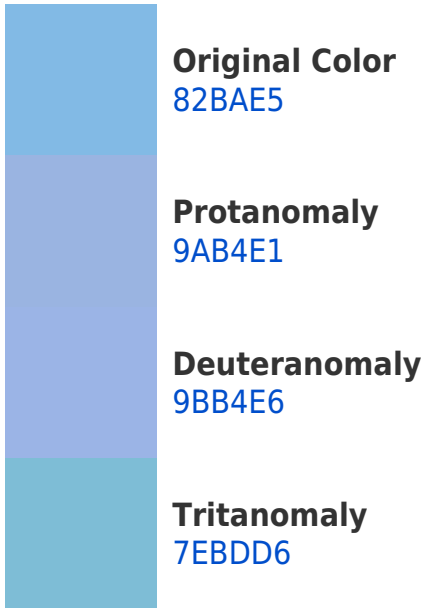 Original Color
82BAE5
Protanomaly
9AB4E1
Deuteranomaly
9BB4E6
Tritanomaly
7EBDD6